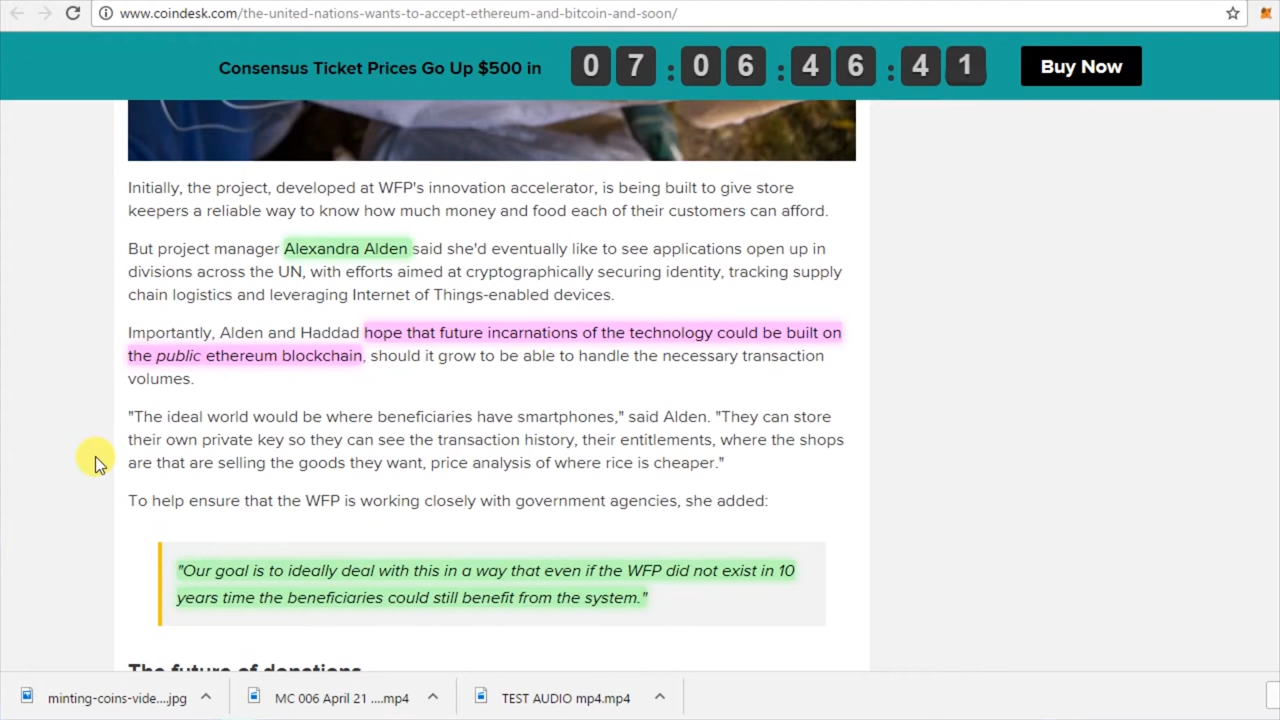 www.coindesk.com/the-united-nations-wants-to-accept-ethereum-and-bitcoin-and-soon/
Consensus Ticket Prices Go Up $500 in 07 : 06 : 46 : 41 Buy Now
Initially, the project, developed at WFP's innovation accelerator, is being built to give store
keepers a reliable way to know how much money and food each of their customers can afford.
But project manager Alexandra Alden said she'd eventually like to see applications open up in
divisions across the UN, with efforts aimed at cryptographically securing identity, tracking supply
chain logistics and leveraging Internet of Things-enabled devices.
Importantly, Alden and Haddad hope that future incarnations of the technology could be built on
the public ethereum blockchain, should it grow to be able to handle the necessary transaction
volumes.
"The ideal world would be where beneficiaries have smartphones," said Alden. "They can store
their own private key so they can see the transaction history, their entitlements, where the shops
are that are selling the goods they want, price analysis of where rice is cheaper."
To help ensure that the WFP is working closely with government agencies, she added:
"Our goal is to ideally deal with this in a way that even if the WFP did not exist in 10
years time the beneficiaries could still benefit from the system."
The future of donations
minting-coins-vide....jpg MC 006 April 21 ....mp4 TEST AUDIO mp4.mp4